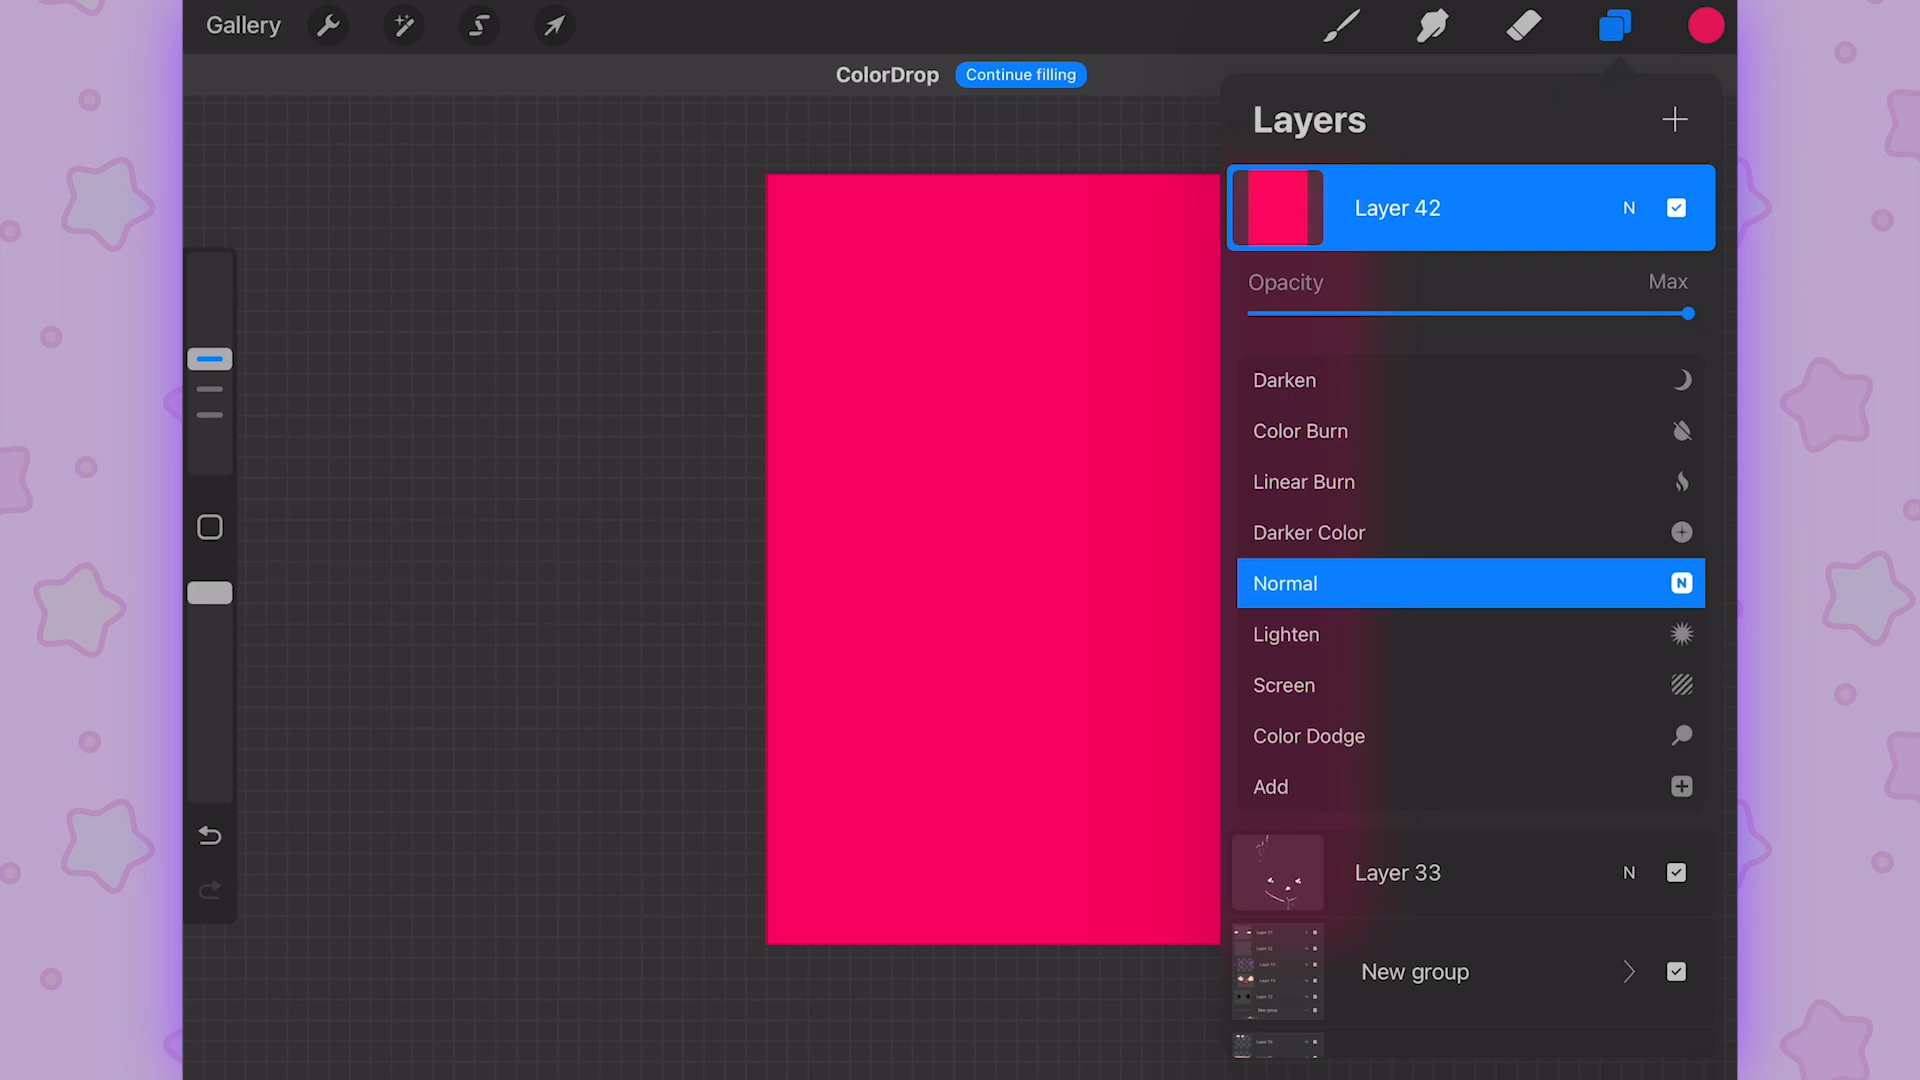 Gallery
ColorDrop Continue filling
Layers
Layer 42 N
Opacity Max
Darken
Color Burn
Linear Burn
Darker Color
Normal N
Lighten
Screen
Color Dodge
Add
Layer 33 N
New group